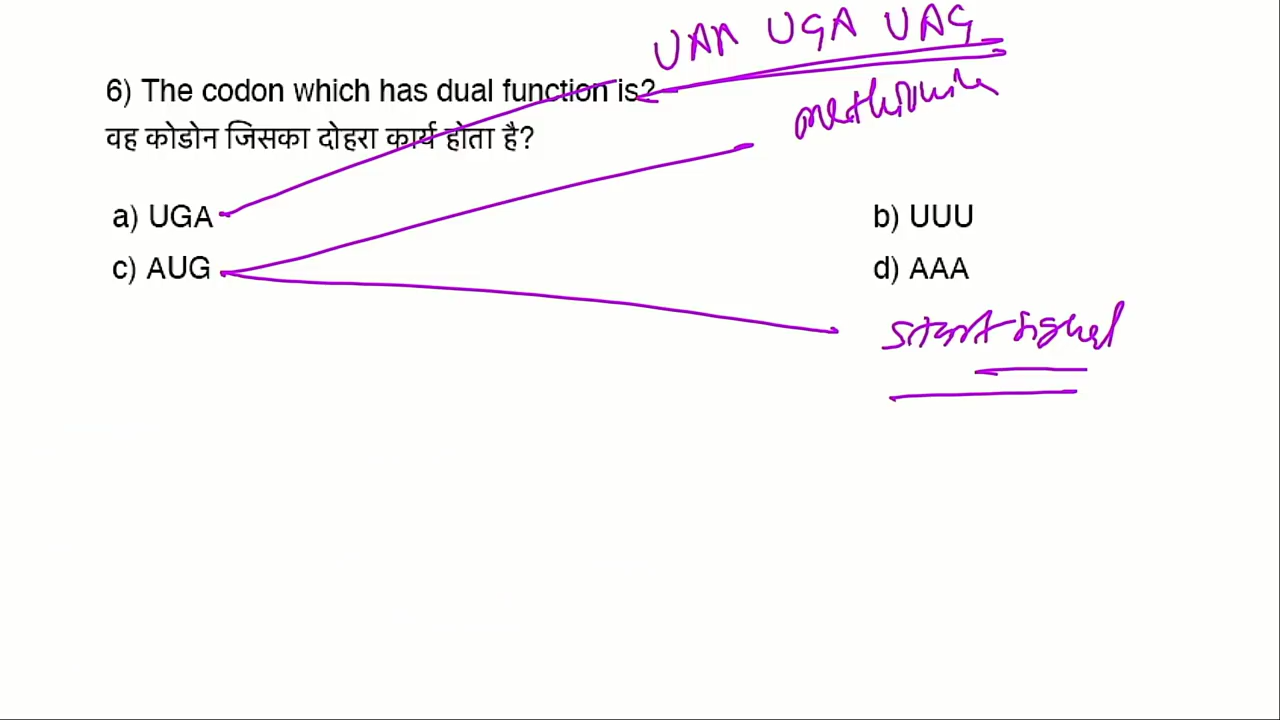 UAA UGA UAG
6) The codon which has dual function is?
methionine
वह कोडोन जिसका दोहरा कार्य होता है?
a) UGA
b) UUU
c) AUG
d) AAA
start signal